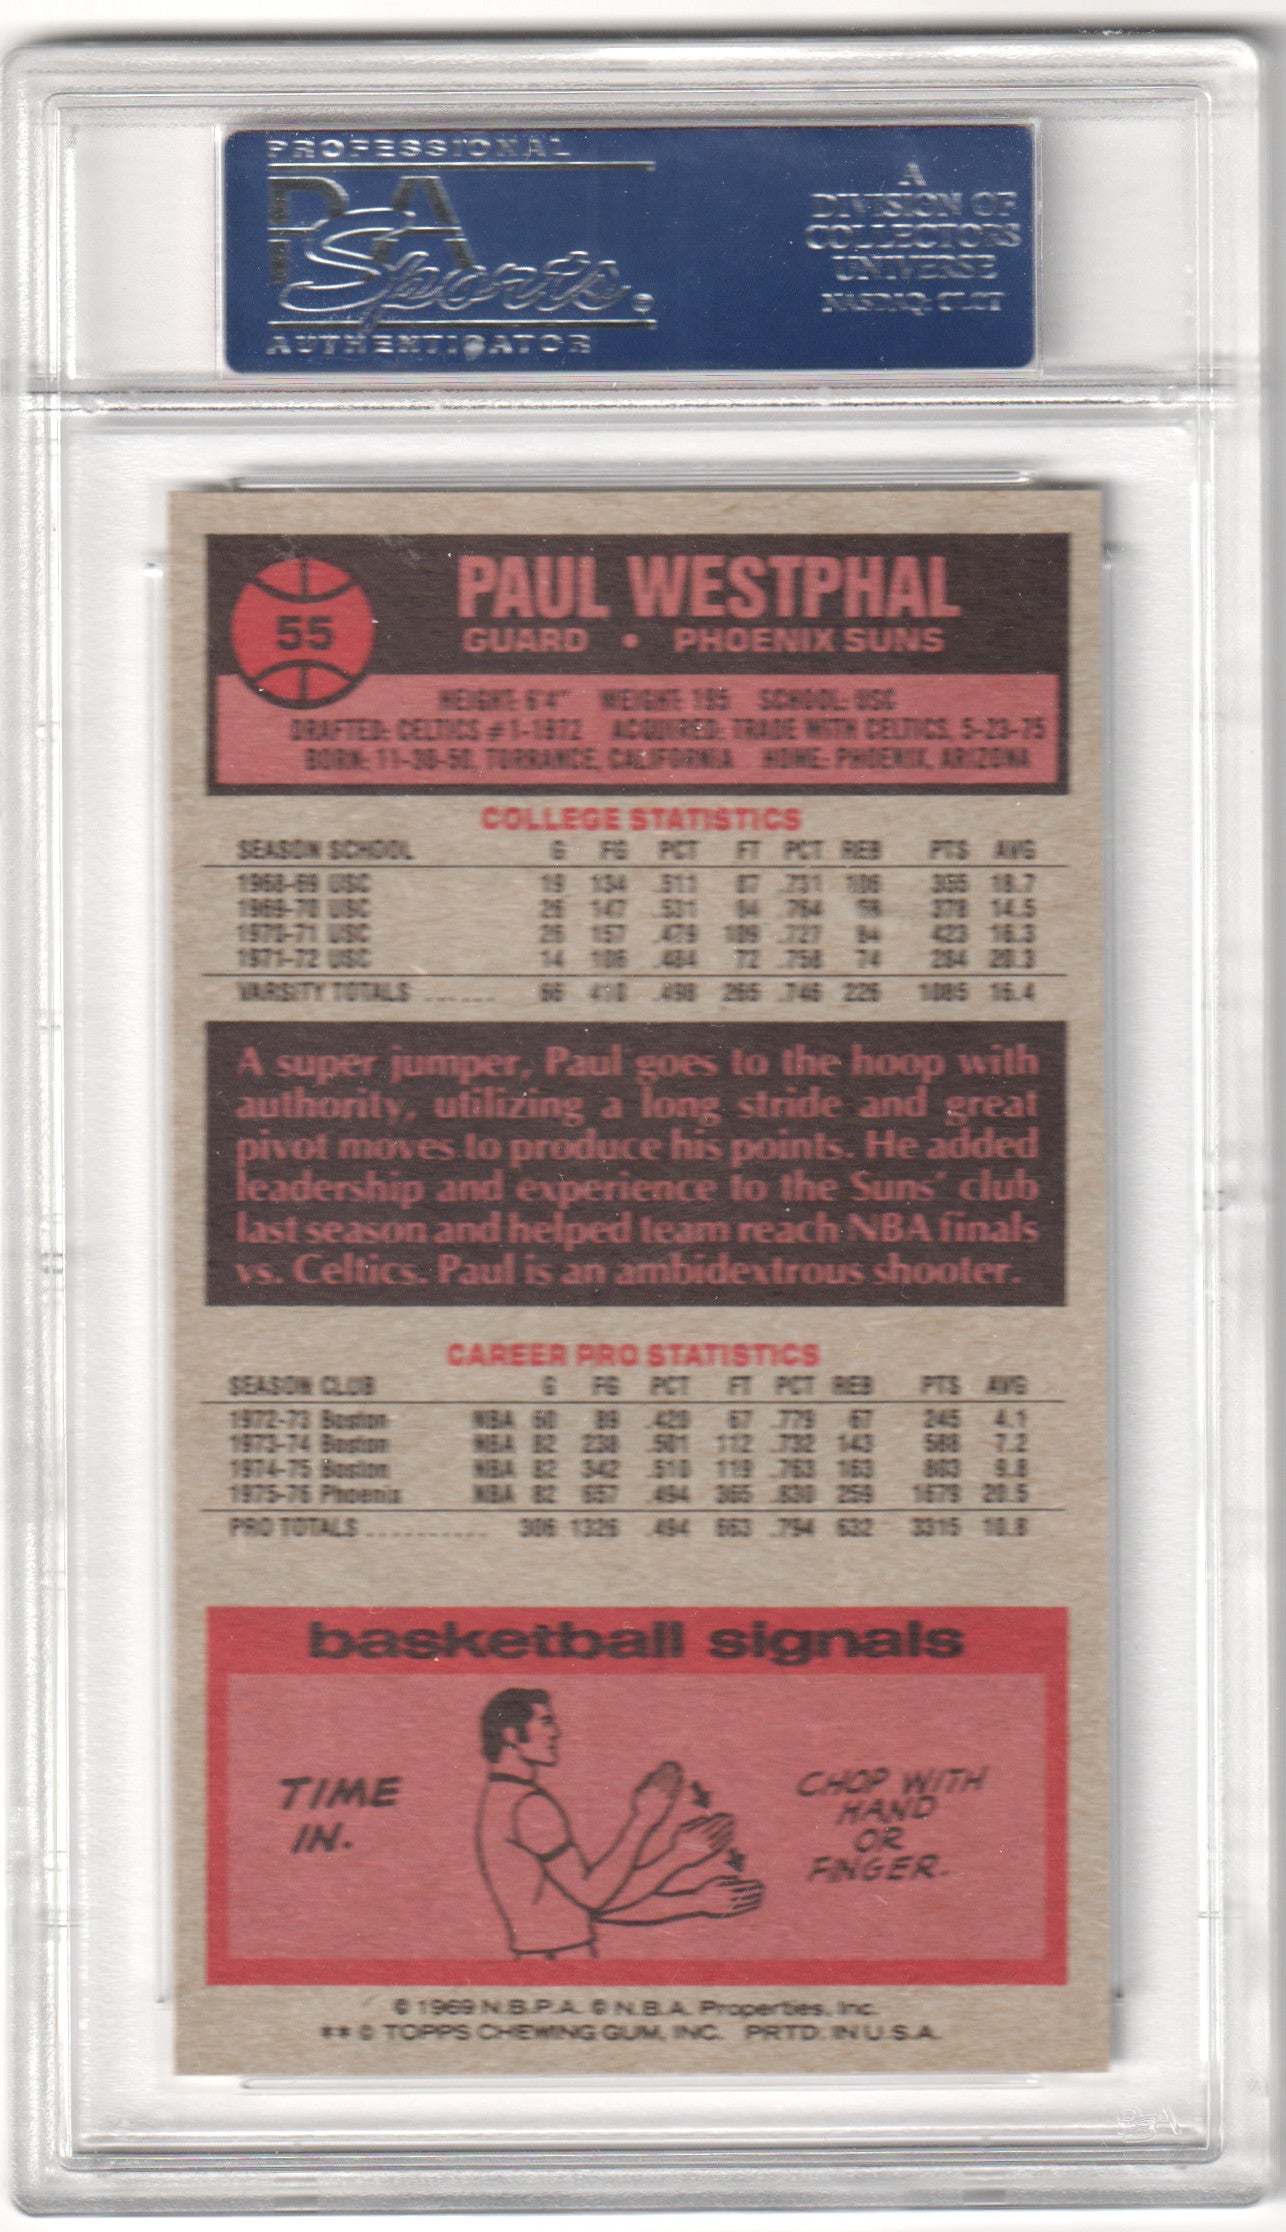 PROFESSIONAL
PSA
Sports
AUTHENTICATOR
A
DIVISION OF
COLLECTORS
UNIVERSE
NASDAQ: CLCT
55
PAUL WESTPHAL
GUARD • PHOENIX SUNS
HEIGHT: 6'4" WEIGHT: 195 SCHOOL: USC
DRAFTED: CELTICS #1-1972 ACQUIRED: TRADE WITH CELTICS, 5-23-75
BORN: 11-30-50, TORRANCE, CALIFORNIA HOME: PHOENIX, ARIZONA
COLLEGE STATISTICS
SEASON SCHOOL G FG PCT FT PCT REB PTS AVG
1968-69 USC 19 134 .511 87 .731 106 355 18.7
1969-70 USC 26 147 .531 84 .764 378 14.5
1970-71 USC 26 157 .479 109 .727 84 423 16.3
1971-72 USC 14 106 .484 72 .758 74 284 20.3
VARSITY TOTALS ...... 66 410 .498 265 .746 226 1085 16.4
A super jumper, Paul goes to the hoop with
authority, utilizing a long stride and great
pivot moves to produce his points. He added
leadership and experience to the Suns' club
last season and helped team reach NBA finals
vs. Celtics. Paul is an ambidextrous shooter.
CAREER PRO STATISTICS
SEASON CLUB G FG PCT FT PCT REB PTS AVG
1972-73 Boston NBA 60 89 .420 67 .779 67 245 4.1
1973-74 Boston NBA 82 238 .501 112 .732 143 588 7.2
1974-75 Boston NBA 82 342 .510 119 .763 163 803 9.8
1975-76 Phoenix NBA 82 657 .494 365 .830 259 1679 20.5
PRO TOTALS ........... 306 1326 .494 663 .794 632 3315 10.8
basketball signals
TIME
IN.
CHOP WITH
HAND
OR
FINGER.
© 1969 N.B.P.A. © N.B.A. Properties, Inc.
** © TOPPS CHEWING GUM, INC. PRTD. IN U.S.A.